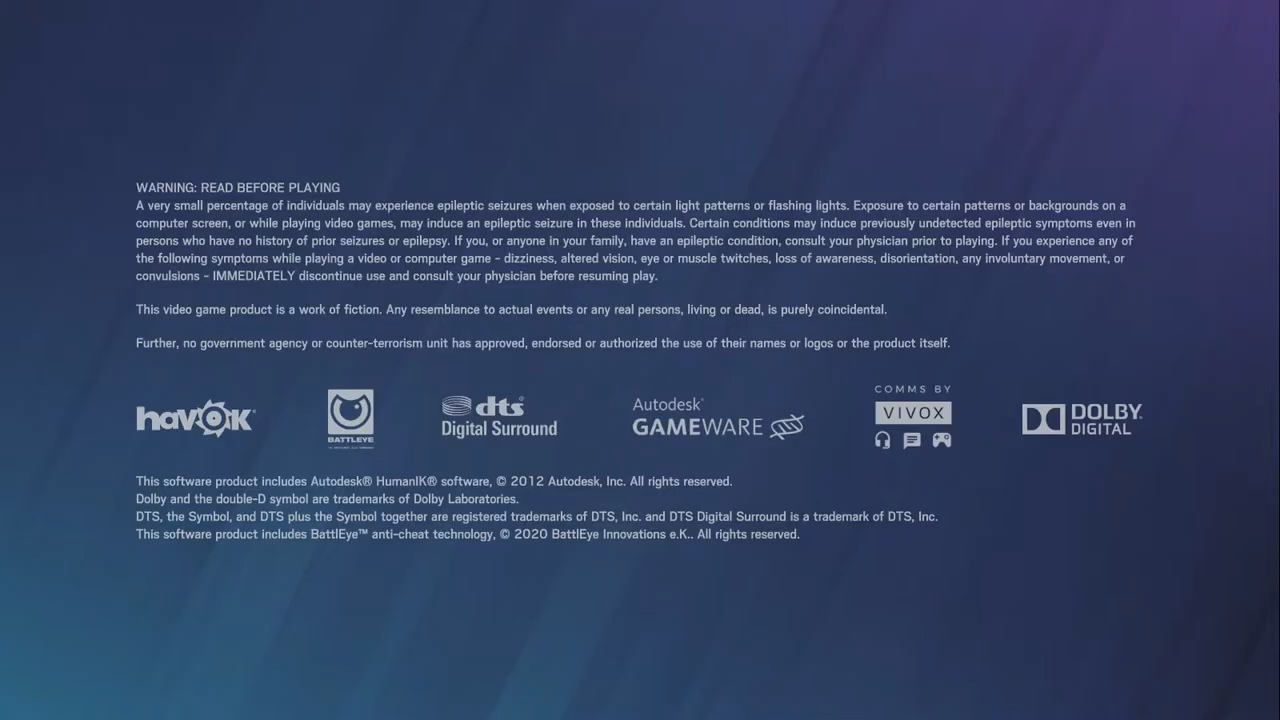 WARNING: READ BEFORE PLAYING
A very small percentage of individuals may experience epileptic seizures when exposed to certain light patterns or flashing lights. Exposure to certain patterns or backgrounds on a
computer screen, or while playing video games, may induce an epileptic seizure in these individuals. Certain conditions may induce previously undetected epileptic symptoms even in
persons who have no history of prior seizures or epilepsy. If you, or anyone in your family, have an epileptic condition, consult your physician prior to playing. If you experience any of
the following symptoms while playing a video or computer game - dizziness, altered vision, eye or muscle twitches, loss of awareness, disorientation, any involuntary movement, or
convulsions - IMMEDIATELY discontinue use and consult your physician before resuming play.
This video game product is a work of fiction. Any resemblance to actual events or any real persons, living or dead, is purely coincidental.
Further, no government agency or counter-terrorism unit has approved, endorsed or authorized the use of their names or logos or the product itself.
havok®
BATTLEYE
dts®
Digital Surround
Autodesk®
GAMEWARE
COMMS BY
VIVOX
DOLBY®
DIGITAL
This software product includes Autodesk® HumanIK® software, © 2012 Autodesk, Inc. All rights reserved.
Dolby and the double-D symbol are trademarks of Dolby Laboratories.
DTS, the Symbol, and DTS plus the Symbol together are registered trademarks of DTS, Inc. and DTS Digital Surround is a trademark of DTS, Inc.
This software product includes BattlEye™ anti-cheat technology, © 2020 BattlEye Innovations e.K.. All rights reserved.